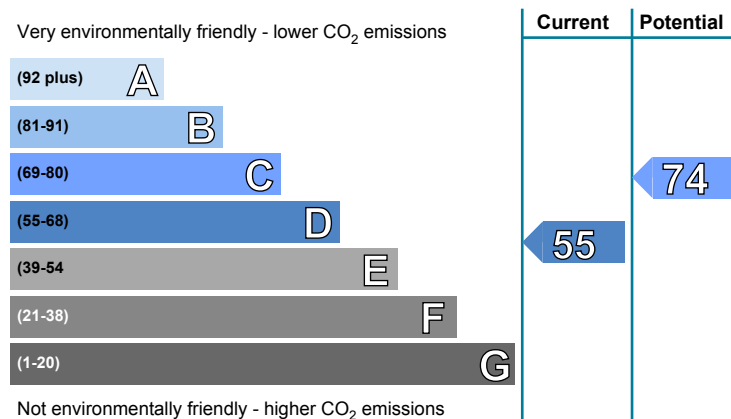 Current Potential
Very environmentally friendly - lower CO₂ emissions
(92 plus) A
(81-91) B
(69-80) C
74
(55-68) D
55
(39-54 E
(21-38) F
(1-20) G
Not environmentally friendly - higher CO₂ emissions